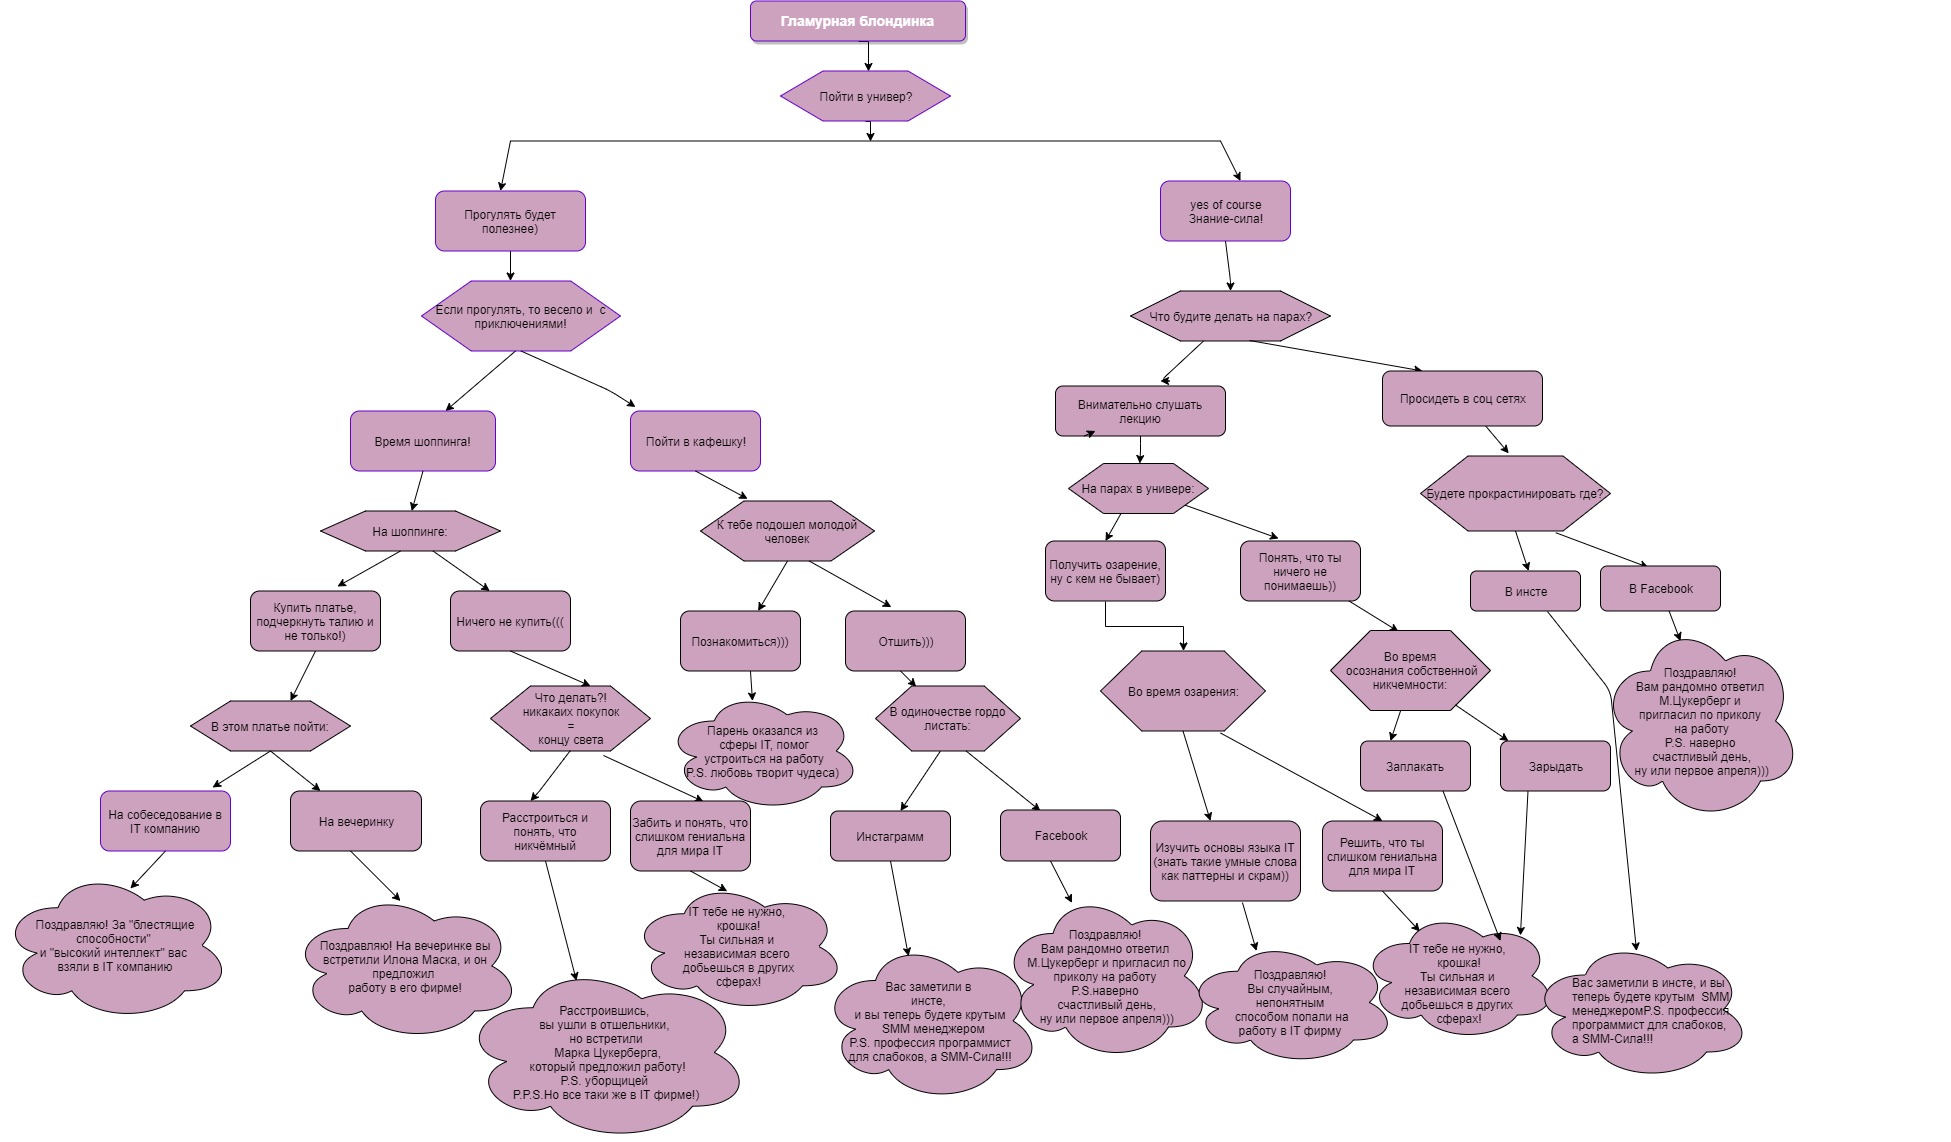 Гламурная блондинка
Пойти в универ?
Прогулять будет
полезнее)
yes of course
Знание-сила!
Если прогулять, то весело и  с
приключениями!
Что будите делать на парах?
Время шоппинга!
Пойти в кафешку!
Внимательно слушать
лекцию
Просидеть в соц сетях
На шоппинге:
К тебе подошел молодой
человек
На парах в универе:
Будете прокрастинировать где?
Купить платье,
подчеркнуть талию и
не только!)
Ничего не купить(((
Познакомиться)))
Отшить)))
Получить озарение,
ну с кем не бывает)
Понять, что ты
ничего не
понимаешь))
В инсте
В Facebook
В этом платье пойти:
Что делать?!
никакаих покупок
=
концу света
Парень оказался из
сферы IT, помог
устроиться на работу
P.S. любовь творит чудеса)
В одиночестве гордо
листать:
Во время озарения:
Во время
осознания собственной
никчемности:
Поздравляю!
Вам рандомно ответил
М.Цукерберг и
пригласил по приколу
на работу
P.S. наверно
счастливый день,
ну или первое апреля)))
На собеседование в
IT компанию
На вечеринку
Расстроиться и
понять, что
никчёмный
Забить и понять, что
слишком гениальна
для мира IT
Инстаграмм
Facebook
Изучить основы языка IT
(знать такие умные слова
как паттерны и скрам))
Решить, что ты
слишком гениальна
для мира IT
Заплакать
Зарыдать
Поздравляю! За "блестящие
способности"
и "высокий интеллект" вас
взяли в IT компанию
Поздравляю! На вечеринке вы
встретили Илона Маска, и он
предложил
работу в его фирме!
Расстроившись,
вы ушли в отшельники,
но встретили
Марка Цукерберга,
который предложил работу!
P.S. уборщицей
P.P.S.Но все таки же в IT фирме!)
IT тебе не нужно,
крошка!
Ты сильная и
независимая всего
добьешься в других
сферах!
Вас заметили в
инсте,
и вы теперь будете крутым
SMM менеджером
P.S. профессия программист
для слабоков, а SMM-Сила!!!
Поздравляю!
Вам рандомно ответил
М.Цукерберг и пригласил по
приколу на работу
P.S.наверно
счастливый день,
ну или первое апреля)))
Поздравляю!
Вы случайным,
непонятным
способом попали на
работу в IT фирму
IT тебе не нужно,
крошка!
Ты сильная и
независимая всего
добьешься в других
сферах!
Вас заметили в инсте, и вы
теперь будете крутым  SMM
менеджеромP.S. профессия
программист для слабоков,
а SMM-Сила!!!